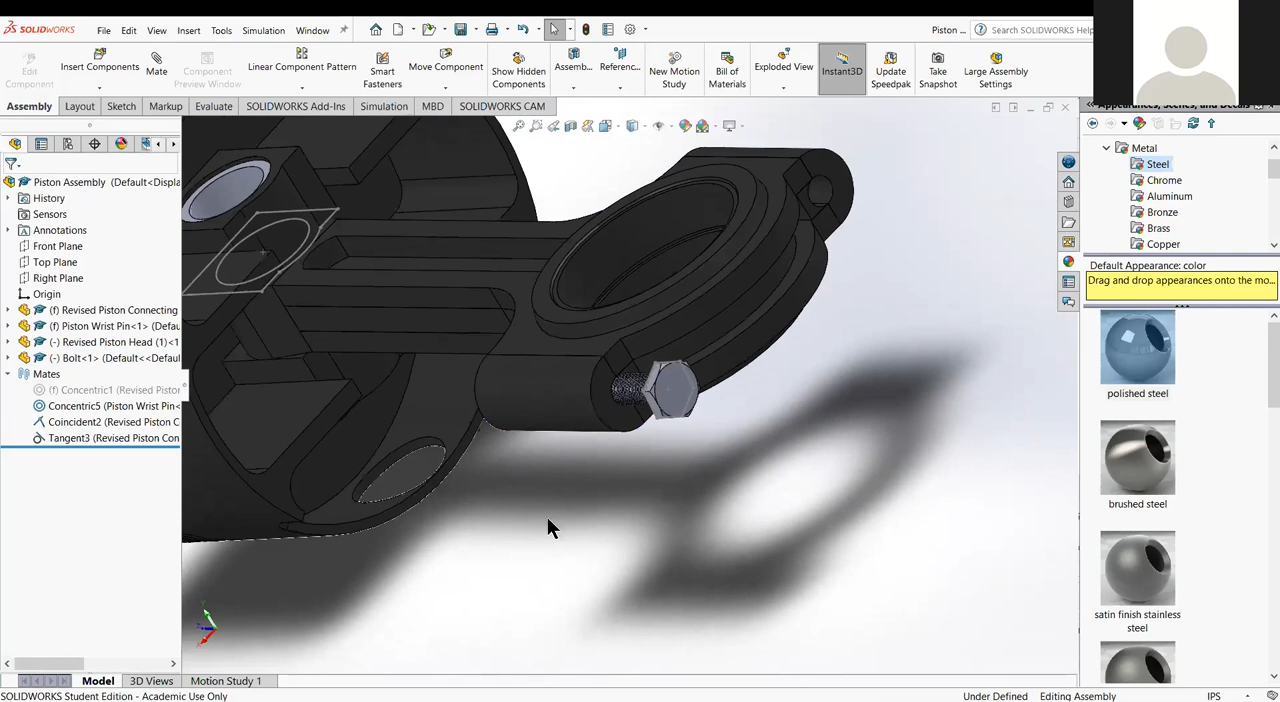 SOLIDWORKS File Edit View Insert Tools Simulation Window Piston ... Search SOLIDWORKS Help
Edit Component
Insert Components
Mate
Component Preview Window
Linear Component Pattern
Smart Fasteners
Move Component
Show Hidden Components
Assemb...
Referenc...
New Motion Study
Bill of Materials
Exploded View
Instant3D
Update Speedpak
Take Snapshot
Large Assembly Settings
Assembly Layout Sketch Markup Evaluate SOLIDWORKS Add-Ins Simulation MBD SOLIDWORKS CAM
Piston Assembly (Default<Displa
History
Sensors
Annotations
Front Plane
Top Plane
Right Plane
Origin
(f) Revised Piston Connecting
(f) Piston Wrist Pin<1> (Defau
(-) Revised Piston Head (1)<1
(-) Bolt<1> (Default<<Default
Mates
(f) Concentric1 (Revised Piston
Concentric5 (Piston Wrist Pin<
Coincident2 (Revised Piston C
Tangent3 (Revised Piston Con
Appearances, Scenes, and Decals
Metal
Steel
Chrome
Aluminum
Bronze
Brass
Copper
Default Appearance: color
Drag and drop appearances onto the mo...
polished steel
brushed steel
satin finish stainless
steel
Model 3D Views Motion Study 1
SOLIDWORKS Student Edition - Academic Use Only Under Defined Editing Assembly IPS